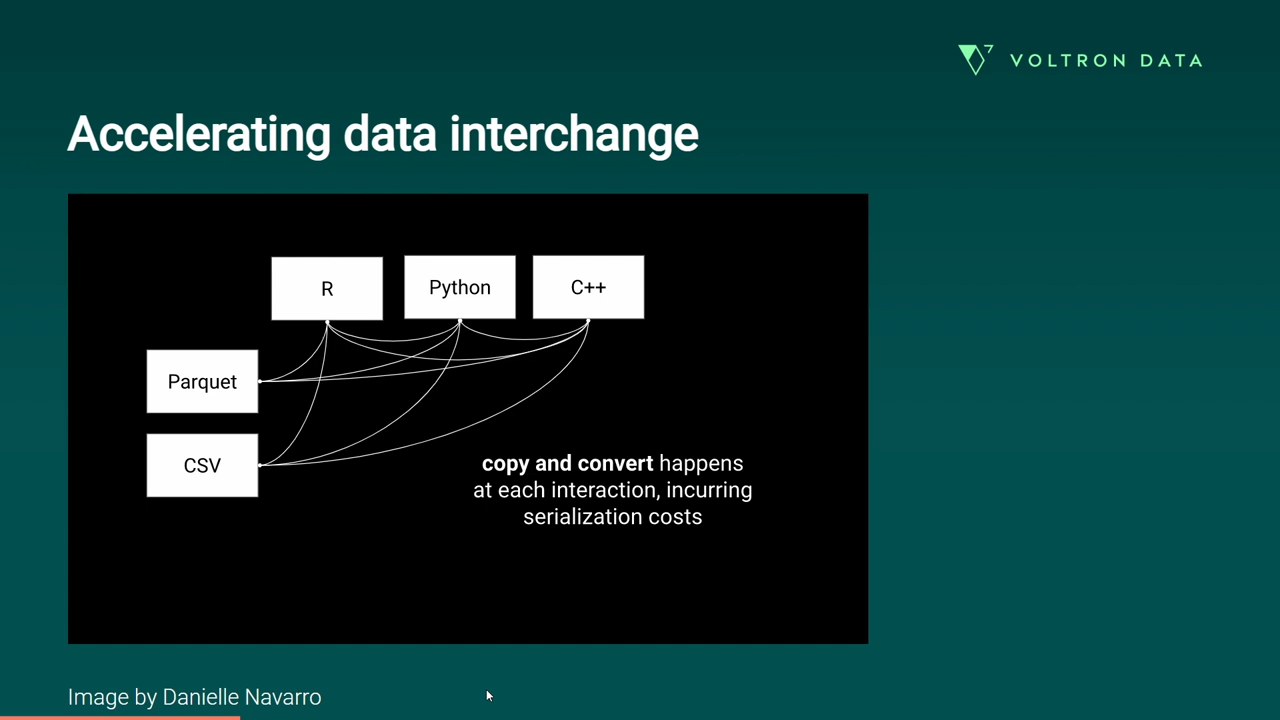 VOLTRON DATA
Accelerating data interchange
R
Python
C++
Parquet
CSV
copy and convert happens
at each interaction, incurring
serialization costs
Image by Danielle Navarro